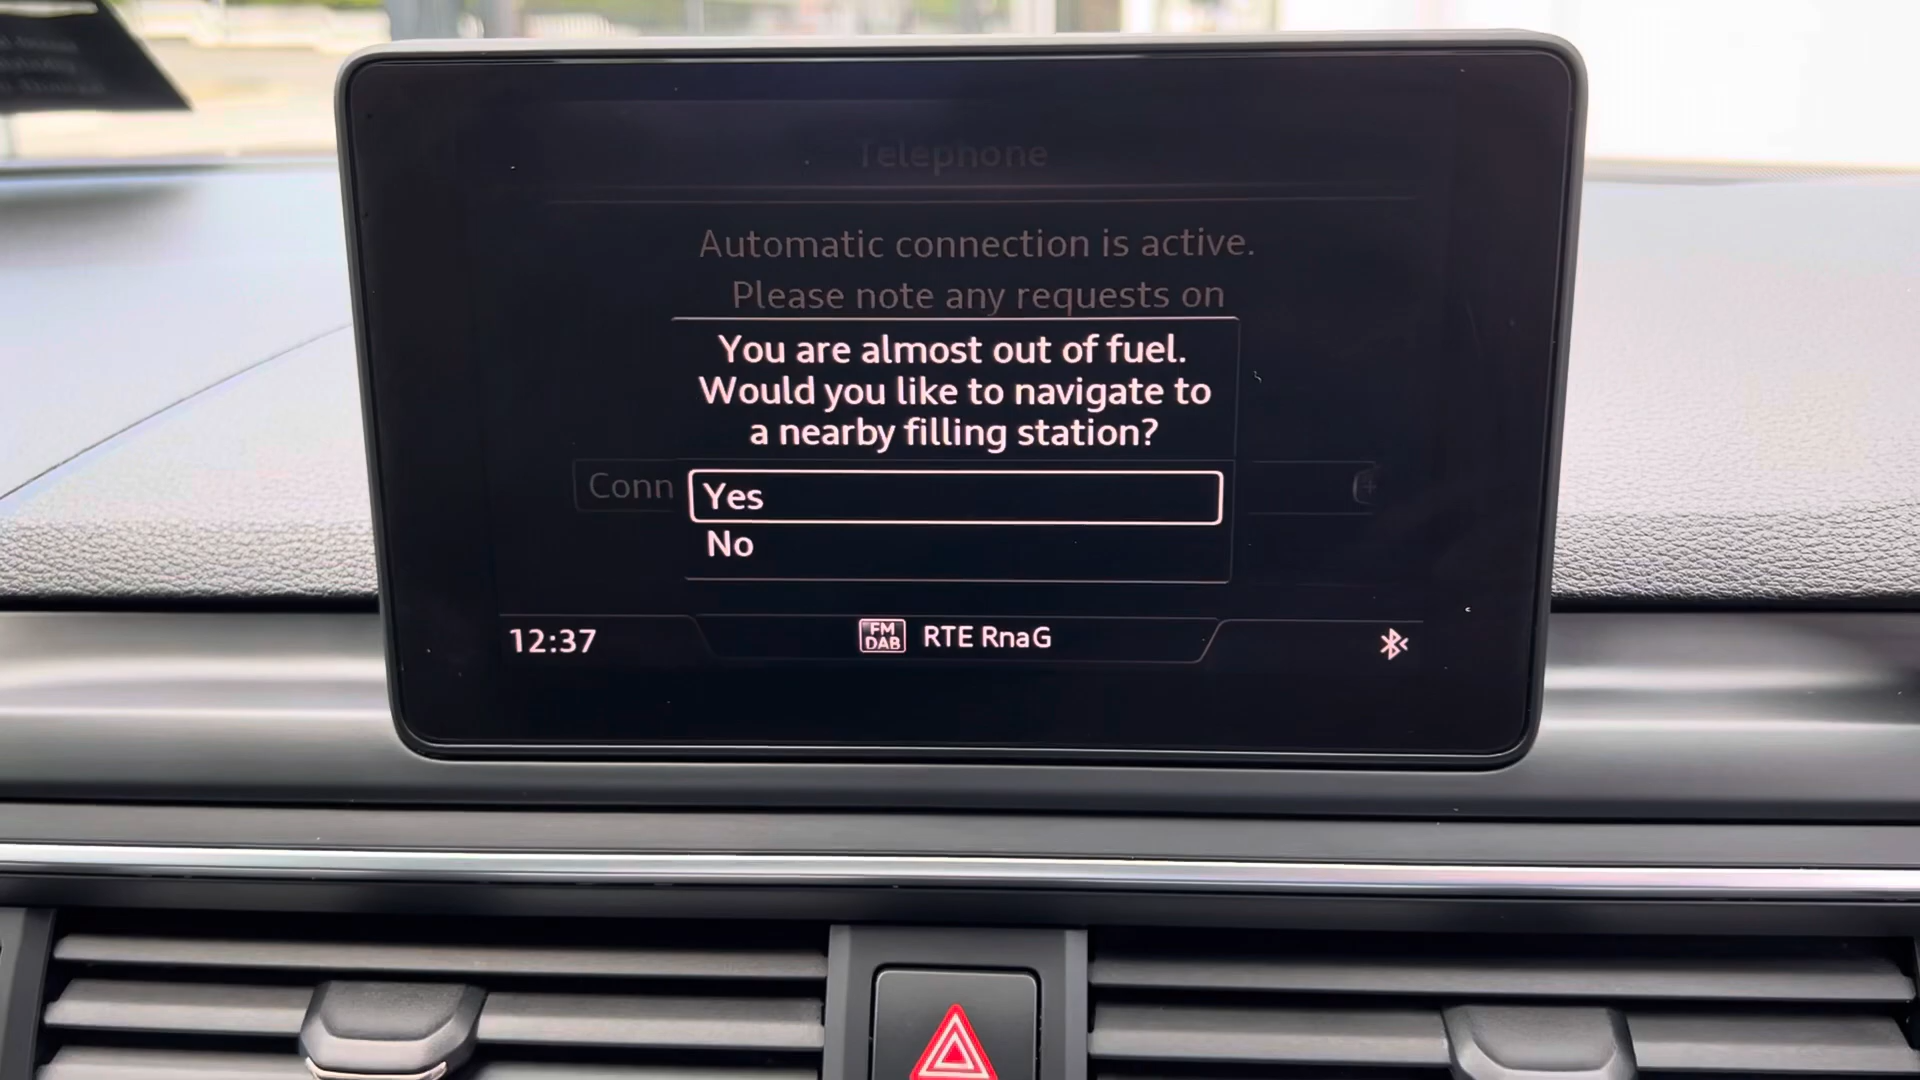 Telephone
Automatic connection is active.
Please note any requests on
You are almost out of fuel.
Would you like to navigate to
a nearby filling station?
Conn
Yes
No
12:37
FM
DAB
RTE RnaG